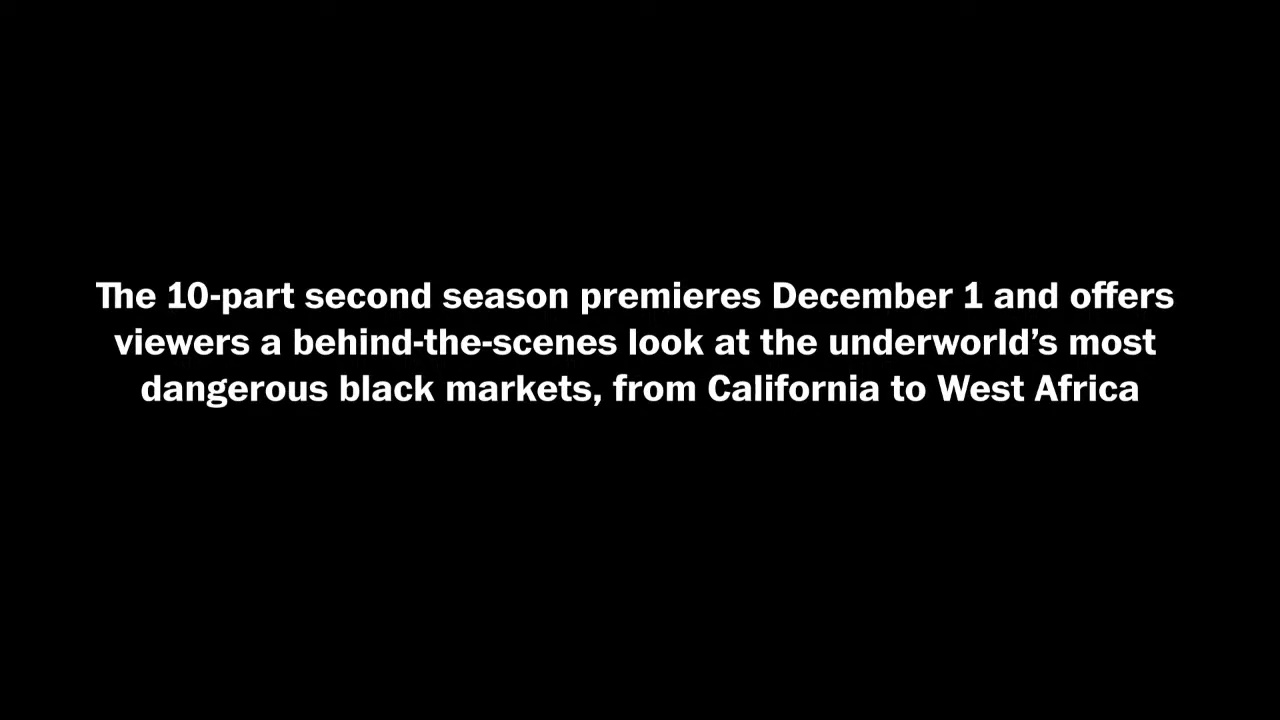 The 10-part second season premieres December 1 and offers
viewers a behind-the-scenes look at the underworld’s most
dangerous black markets, from California to West Africa